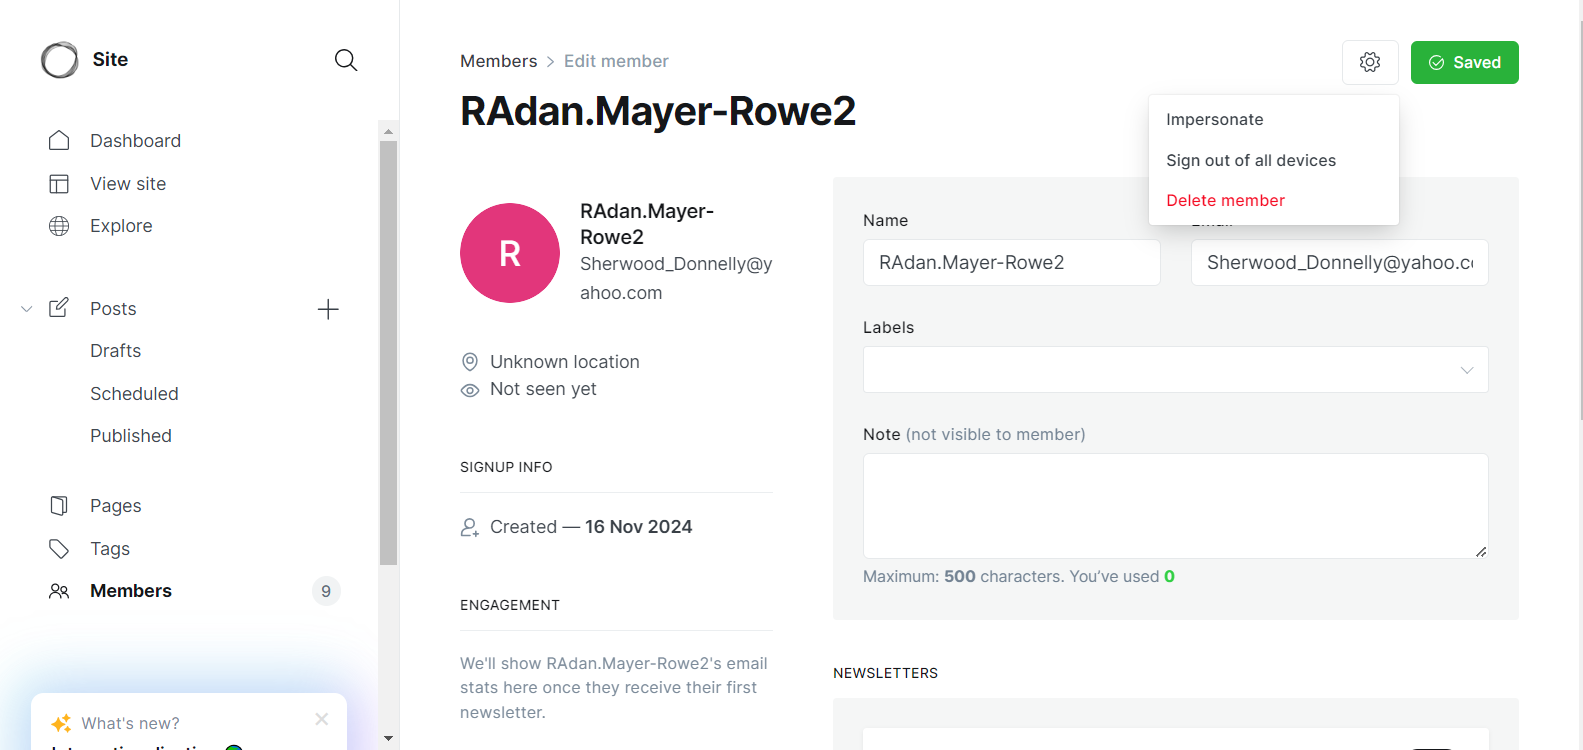 Site
Dashboard
View site
Explore
Posts
Drafts
Scheduled
Published
Pages
Tags
Members
9
What's new?
Members > Edit member
Saved
RAdan.Mayer-Rowe2
Impersonate
Sign out of all devices
Delete member
R
RAdan.Mayer-
Rowe2
Sherwood_Donnelly@y
ahoo.com
Unknown location
Not seen yet
SIGNUP INFO
Created — 16 Nov 2024
ENGAGEMENT
We'll show RAdan.Mayer-Rowe2's email
stats here once they receive their first
newsletter.
Name
RAdan.Mayer-Rowe2
Sherwood_Donnelly@yahoo.co
Labels
Note (not visible to member)
Maximum: 500 characters. You’ve used 0
NEWSLETTERS